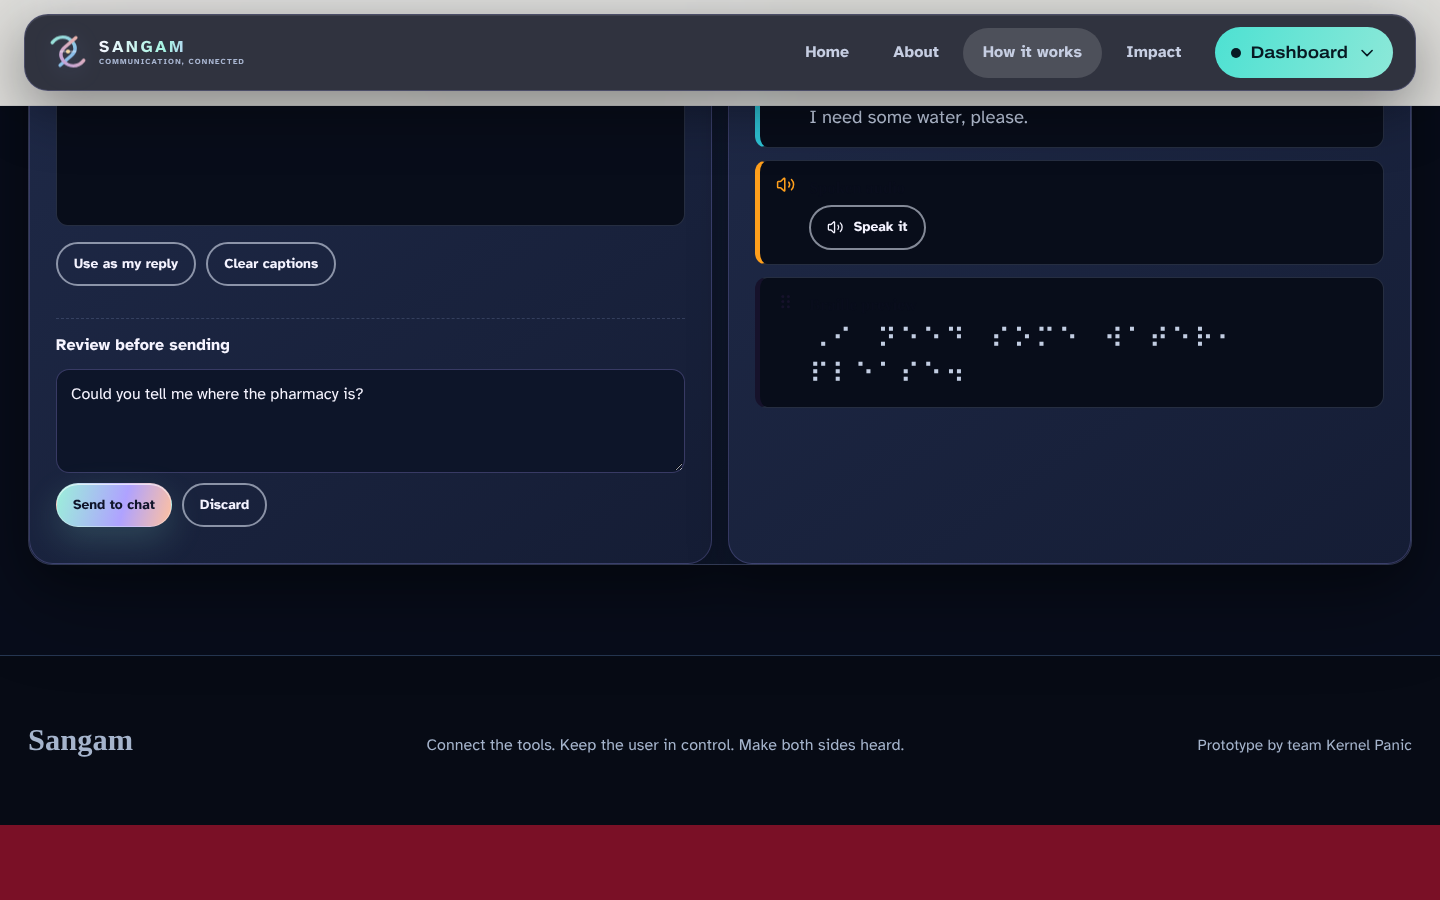 SANGAM
COMMUNICATION, CONNECTED
Home
About
How it works
Impact
Dashboard
Use as my reply
Clear captions
Review before sending
Could you tell me where the pharmacy is?
Send to chat
Discard
I need some water, please.
Speak it
⠠⠊ ⠝⠑⠑⠙ ⠎⠕⠍⠑ ⠺⠁⠞⠑⠗⠂
⠏⠇⠑⠁⠎⠑⠲
Sangam
Connect the tools. Keep the user in control. Make both sides heard.
Prototype by team Kernel Panic